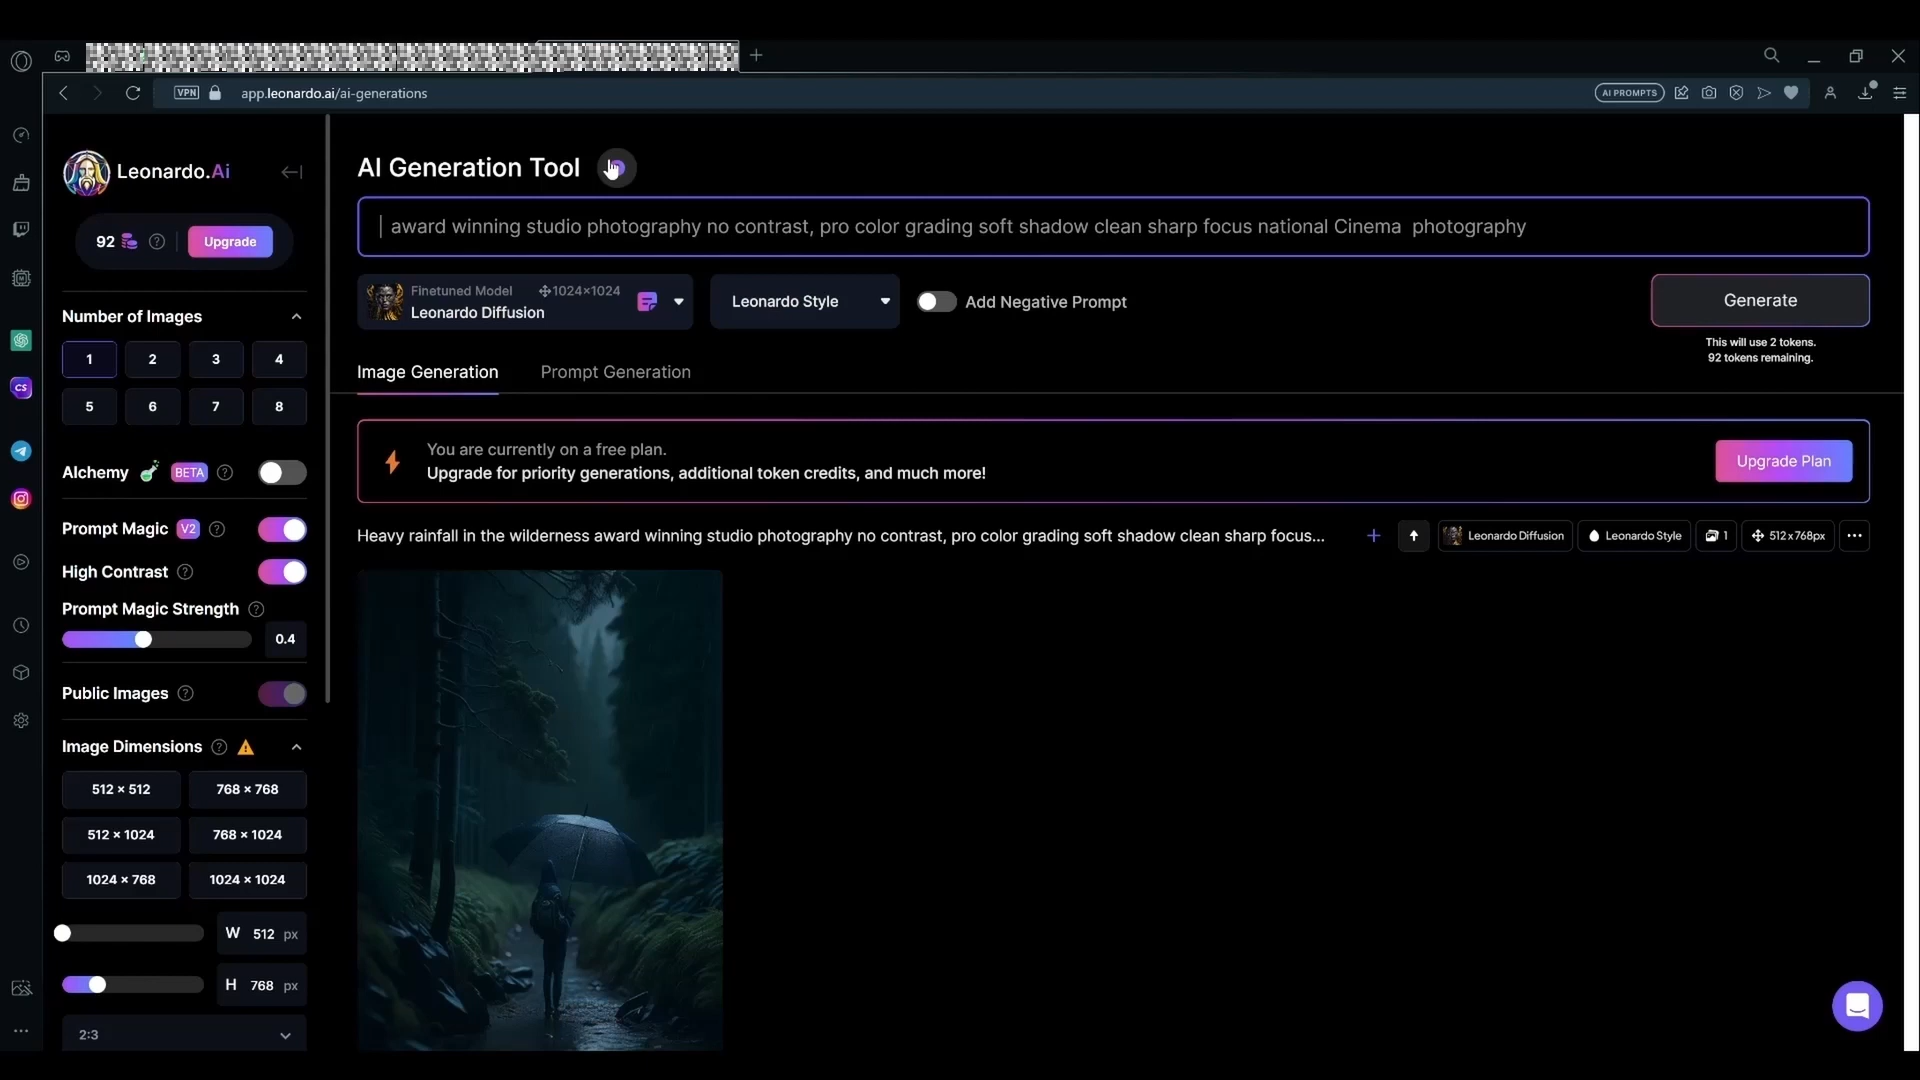 VPN
app.leonardo.ai/ai-generations
AI PROMPTS
Leonardo.Ai
92
Upgrade
Number of Images
1 2 3 4
5 6 7 8
Alchemy BETA
Prompt Magic V2
High Contrast
Prompt Magic Strength
0.4
Public Images
Image Dimensions
512 × 512 768 × 768
512 × 1024 768 × 1024
1024 × 768 1024 × 1024
W 512 px
H 768 px
2:3
AI Generation Tool
award winning studio photography no contrast, pro color grading soft shadow clean sharp focus national Cinema photography
Finetuned Model 1024×1024
Leonardo Diffusion
Leonardo Style
Add Negative Prompt
Generate
This will use 2 tokens.
92 tokens remaining.
Image Generation Prompt Generation
You are currently on a free plan.
Upgrade for priority generations, additional token credits, and much more!
Upgrade Plan
Heavy rainfall in the wilderness award winning studio photography no contrast, pro color grading soft shadow clean sharp focus...
Leonardo Diffusion
Leonardo Style
1
512x768px
CS